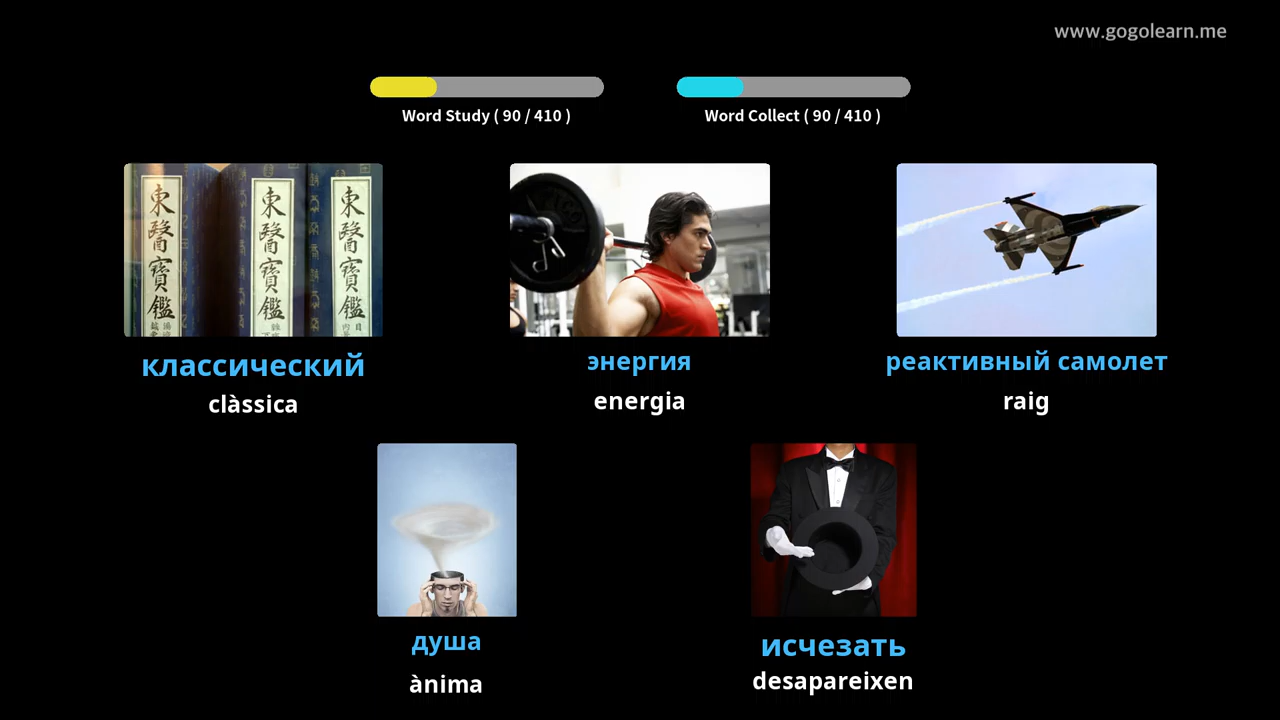 www.gogolearn.me
Word Study ( 90 / 410 )
Word Collect ( 90 / 410 )
東醫寶鑑
東醫寶鑑
東醫寶鑑
классический
clàssica
энергия
energia
реактивный самолет
raig
душа
ànima
исчезать
desapareixen